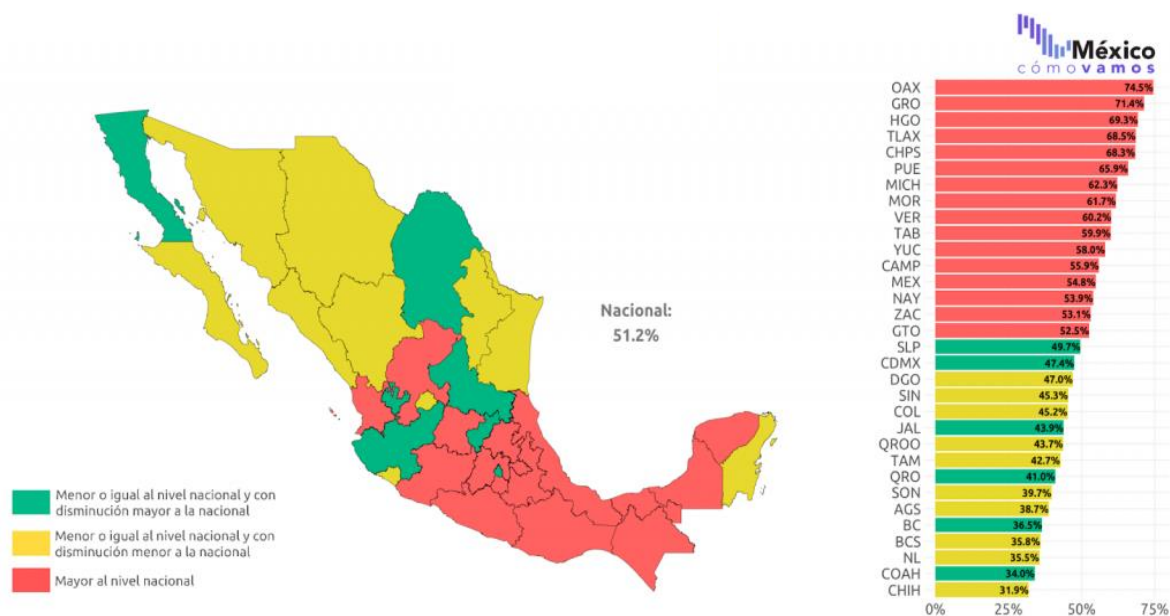 México
cómo vamos
Nacional:
51.2%
Menor o igual al nivel nacional y con
disminución mayor a la nacional
Menor o igual al nivel nacional y con
disminución menor a la nacional
Mayor al nivel nacional
OAX 74.5%
GRO 71.4%
HGO 69.3%
TLAX 68.5%
CHPS 68.3%
PUE 65.9%
MICH 62.3%
MOR 61.7%
VER 60.2%
TAB 59.9%
YUC 58.0%
CAMP 55.9%
MEX 54.8%
NAY 53.9%
ZAC 53.1%
GTO 52.5%
SLP 49.7%
CDMX 47.4%
DGO 47.0%
SIN 45.3%
COL 45.2%
JAL 43.9%
QROO 43.7%
TAM 42.7%
QRO 41.0%
SON 39.7%
AGS 38.7%
BC 36.5%
BCS 35.8%
NL 35.5%
COAH 34.0%
CHIH 31.9%
0% 25% 50% 75%